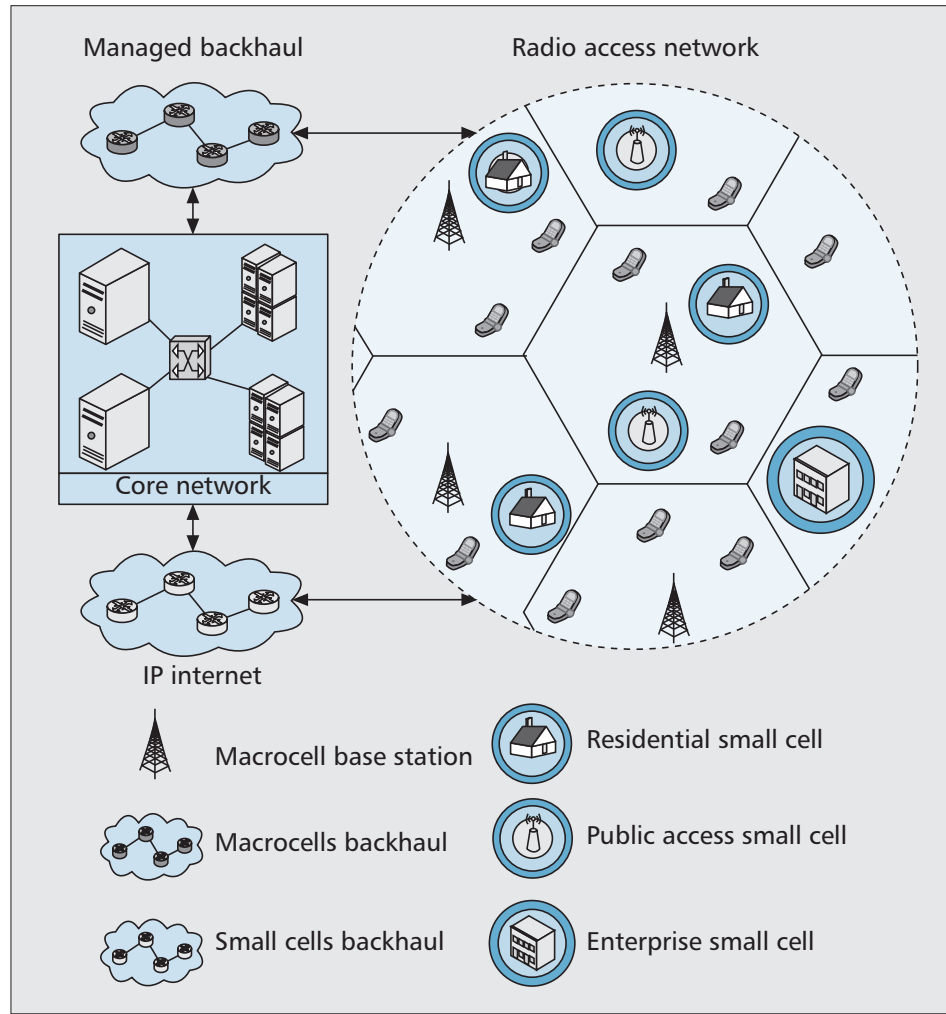 Managed backhaul
Radio access network
Core network
IP internet
Macrocell base station
Residential small cell
Macrocells backhaul
Public access small cell
Small cells backhaul
Enterprise small cell